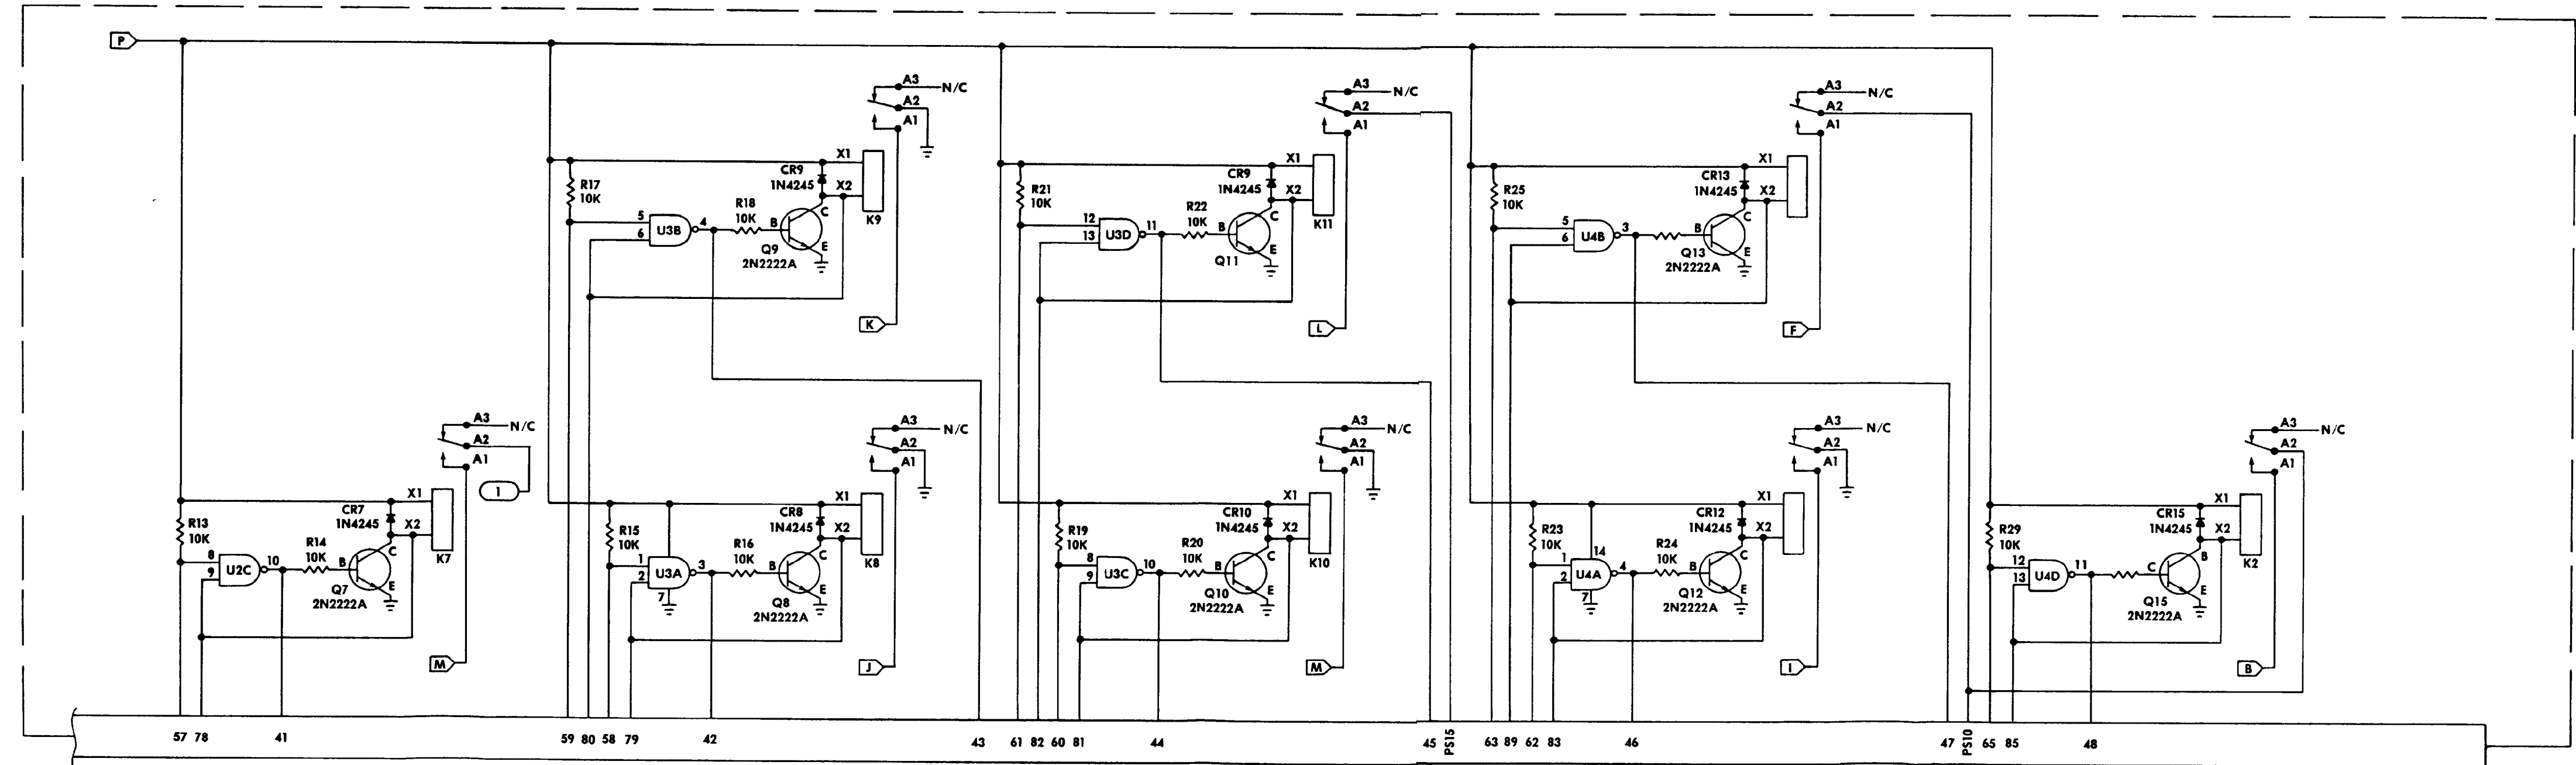 P
A3
N/C
A2
A1
X1
CR9
1N4245
X2
R17
10K
R18
10K
5
6
U3B
4
B
C
E
Q9
2N2222A
K9
K
A3
N/C
A2
A1
X1
CR9
1N4245
X2
R21
10K
R22
10K
12
13
U3D
11
B
C
E
Q11
K11
L
A3
N/C
A2
A1
X1
CR13
1N4245
X2
R25
10K
5
6
U4B
3
B
C
E
Q13
2N2222A
F
A3
N/C
A2
A1
1
X1
CR7
1N4245
X2
R13
10K
R14
10K
8
9
U2C
10
B
C
E
Q7
2N2222A
K7
M
A3
N/C
A2
A1
X1
CR8
1N4245
X2
R15
10K
R16
10K
1
2
U3A
3
7
B
C
E
Q8
2N2222A
K8
J
A3
N/C
A2
A1
X1
CR10
1N4245
X2
R19
10K
R20
10K
8
9
U3C
10
B
C
E
Q10
2N2222A
K10
M
A3
N/C
A2
A1
X1
CR12
1N4245
X2
R23
10K
R24
10K
14
1
2
U4A
4
7
B
C
E
Q12
2N2222A
I
A3
N/C
A2
A1
X1
CR15
1N4245
X2
R29
10K
12
13
U4D
11
C
B
E
Q15
2N2222A
K2
B
57 78 41 59 80 58 79 42 43 61 82 60 81 44 45 PS15 63 89 62 83 46 47 PS10 65 85 48